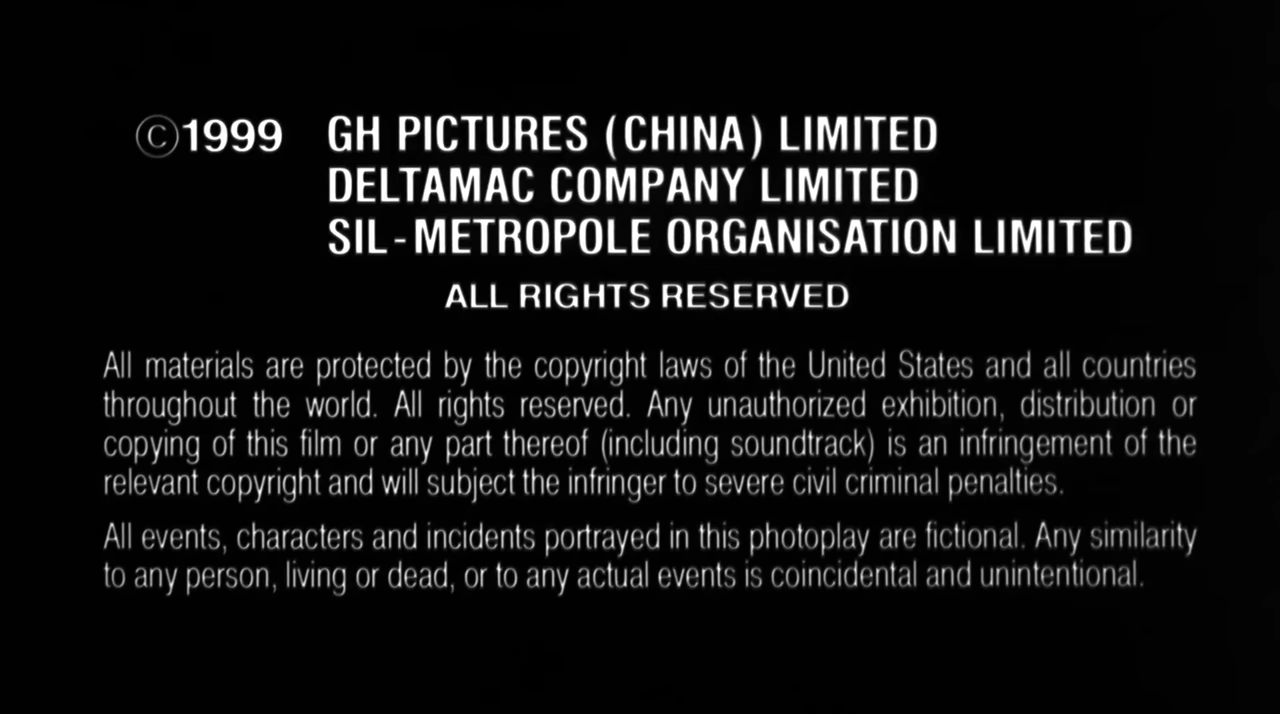 ©1999 GH PICTURES (CHINA) LIMITED
DELTAMAC COMPANY LIMITED
SIL-METROPOLE ORGANISATION LIMITED
ALL RIGHTS RESERVED
All materials are protected by the copyright laws of the United States and all countries
throughout the world. All rights reserved. Any unauthorized exhibition, distribution or
copying of this film or any part thereof (including soundtrack) is an infringement of the
relevant copyright and will subject the infringer to severe civil criminal penalties.
All events, characters and incidents portrayed in this photoplay are fictional. Any similarity
to any person, living or dead, or to any actual events is coincidental and unintentional.